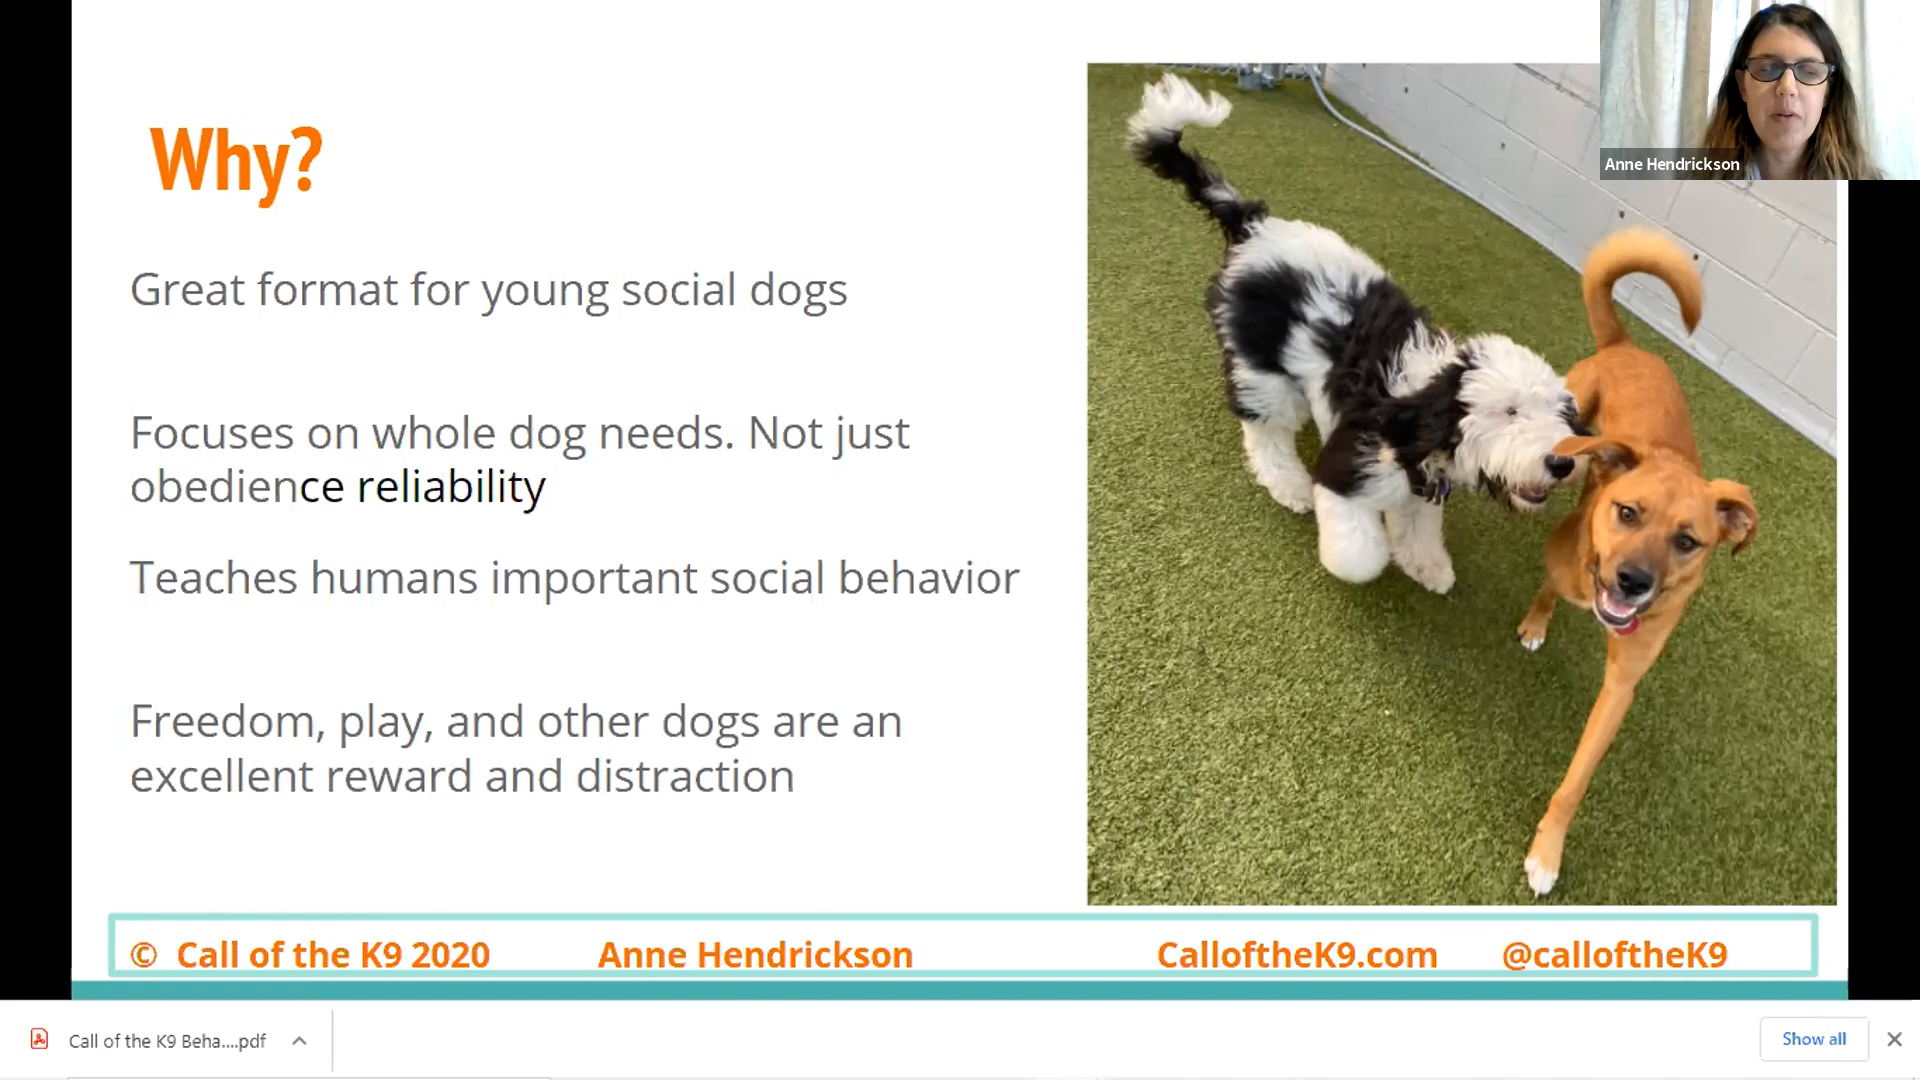 Why?
Great format for young social dogs
Focuses on whole dog needs. Not just
obedience reliability
Teaches humans important social behavior
Freedom, play, and other dogs are an
excellent reward and distraction
Anne Hendrickson
© Call of the K9 2020 Anne Hendrickson CalloftheK9.com @calloftheK9
Call of the K9 Beha....pdf
Show all